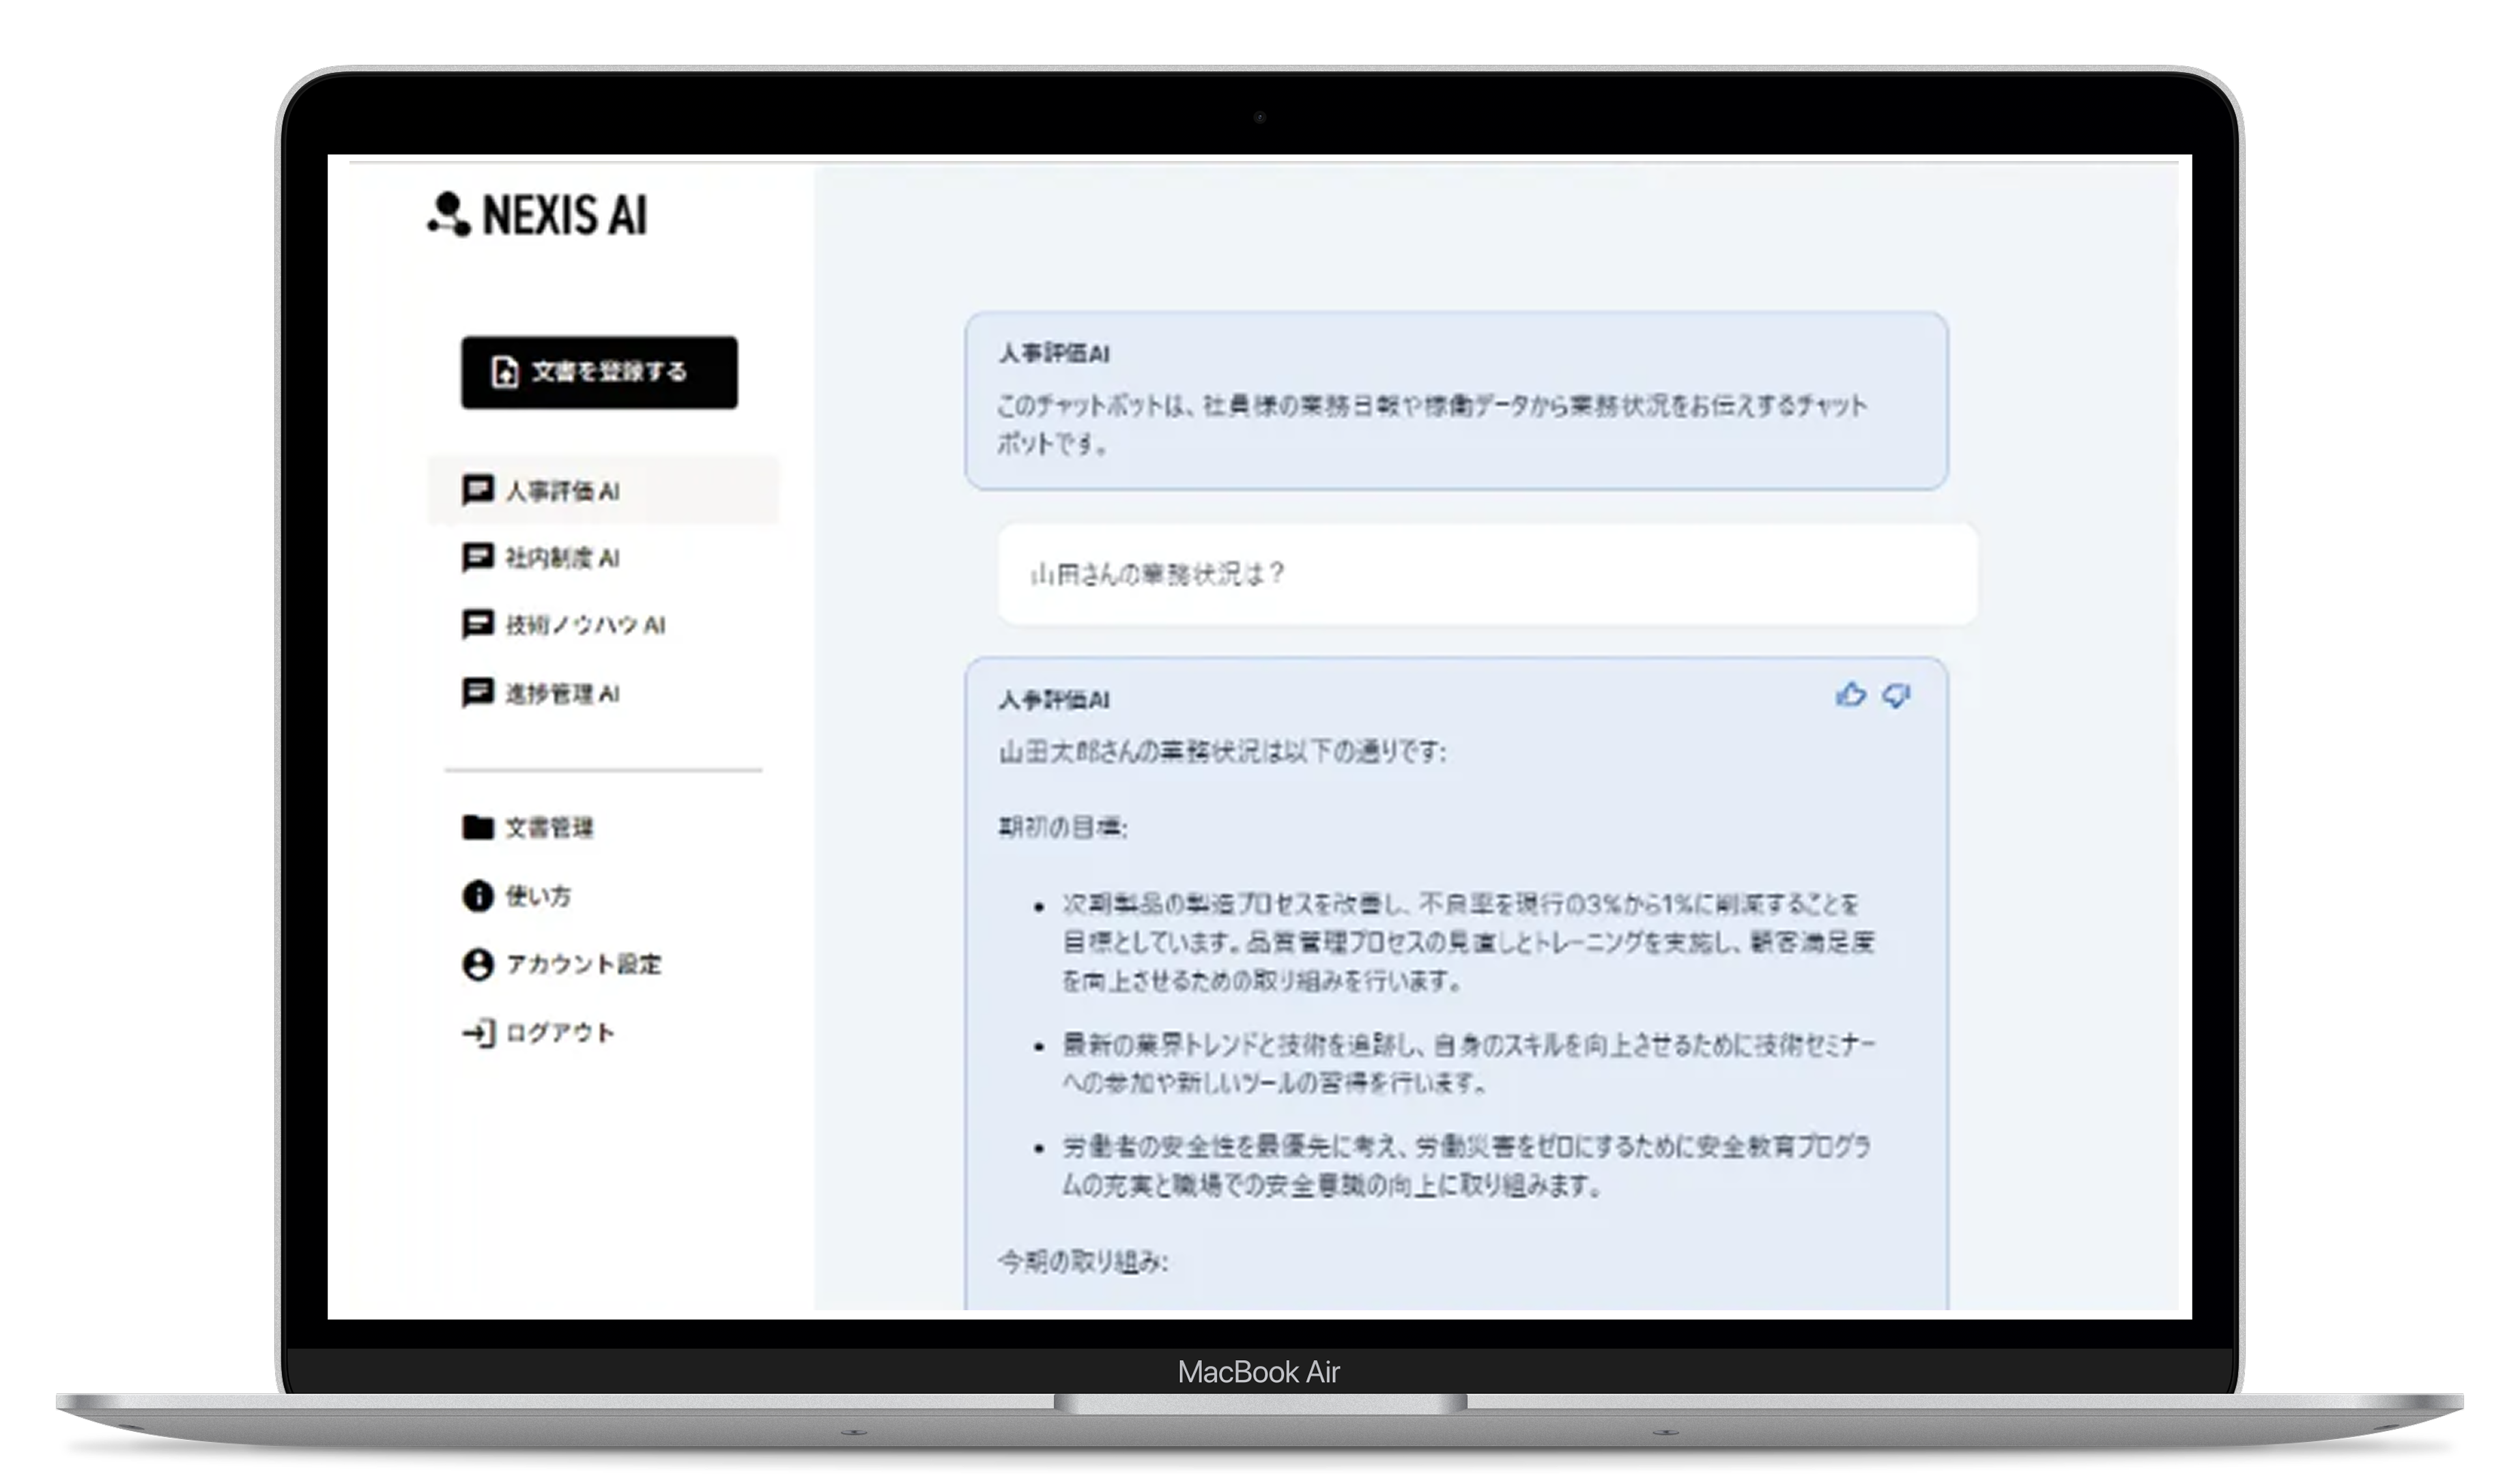 NEXIS AI
文書を登録する
人事評価 AI
社内制度 AI
技術ノウハウ AI
進捗管理 AI
文書管理
使い方
アカウント設定
ログアウト
人事評価AI
このチャットボットは、社員様の業務日報や稼働データから業務状況をお伝えするチャット
ボットです。
山田さんの業務状況は？
人事評価AI
山田太郎さんの業務状況は以下の通りです:
期初の目標:
• 次期製品の製造プロセスを改善し、不良率を現行の3%から1%に削減することを
目標としています。品質管理プロセスの見直しとトレーニングを実施し、顧客満足度
を向上させるための取り組みを行います。
• 最新の業界トレンドと技術を追跡し、自身のスキルを向上させるために技術セミナー
への参加や新しいツールの習得を行います。
• 労働者の安全性を最優先に考え、労働災害をゼロにするために安全教育プログラ
ムの充実と職場での安全意識の向上に取り組みます。
今期の取り組み:
MacBook Air